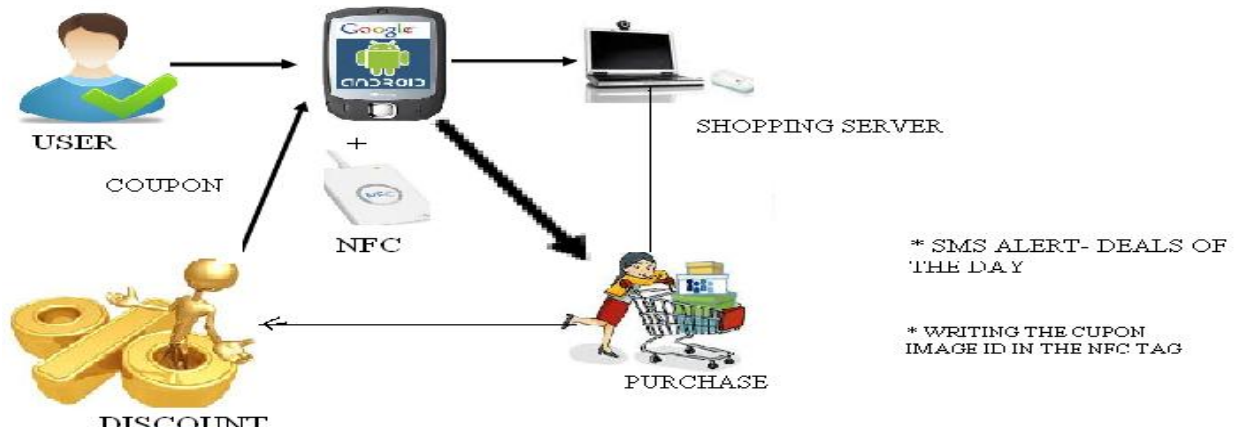 Google
ANDROID
USER
SHOPPING SERVER
+
COUPON
NFC
NFC
* SMS ALERT- DEALS OF
THE DAY
* WRITING THE CUPON
IMAGE ID IN THE NFC TAG
PURCHASE
%
DISCOUNT